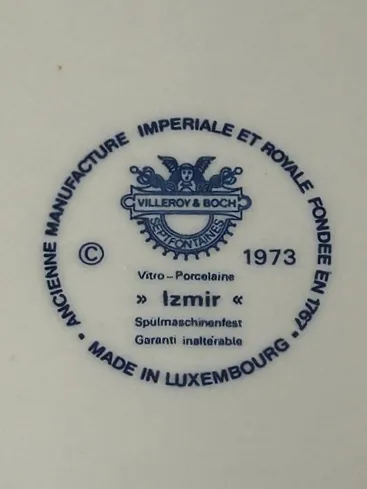 ANCIENNE MANUFACTURE IMPERIALE ET ROYALE FONDEE EN 1767
VILLEROY & BOCH
SEPTFONTAINES
© 1973
Vitro-Porcelaine
» Izmir «
Spülmaschinenfest
Garanti inaltérable
• MADE IN LUXEMBOURG •